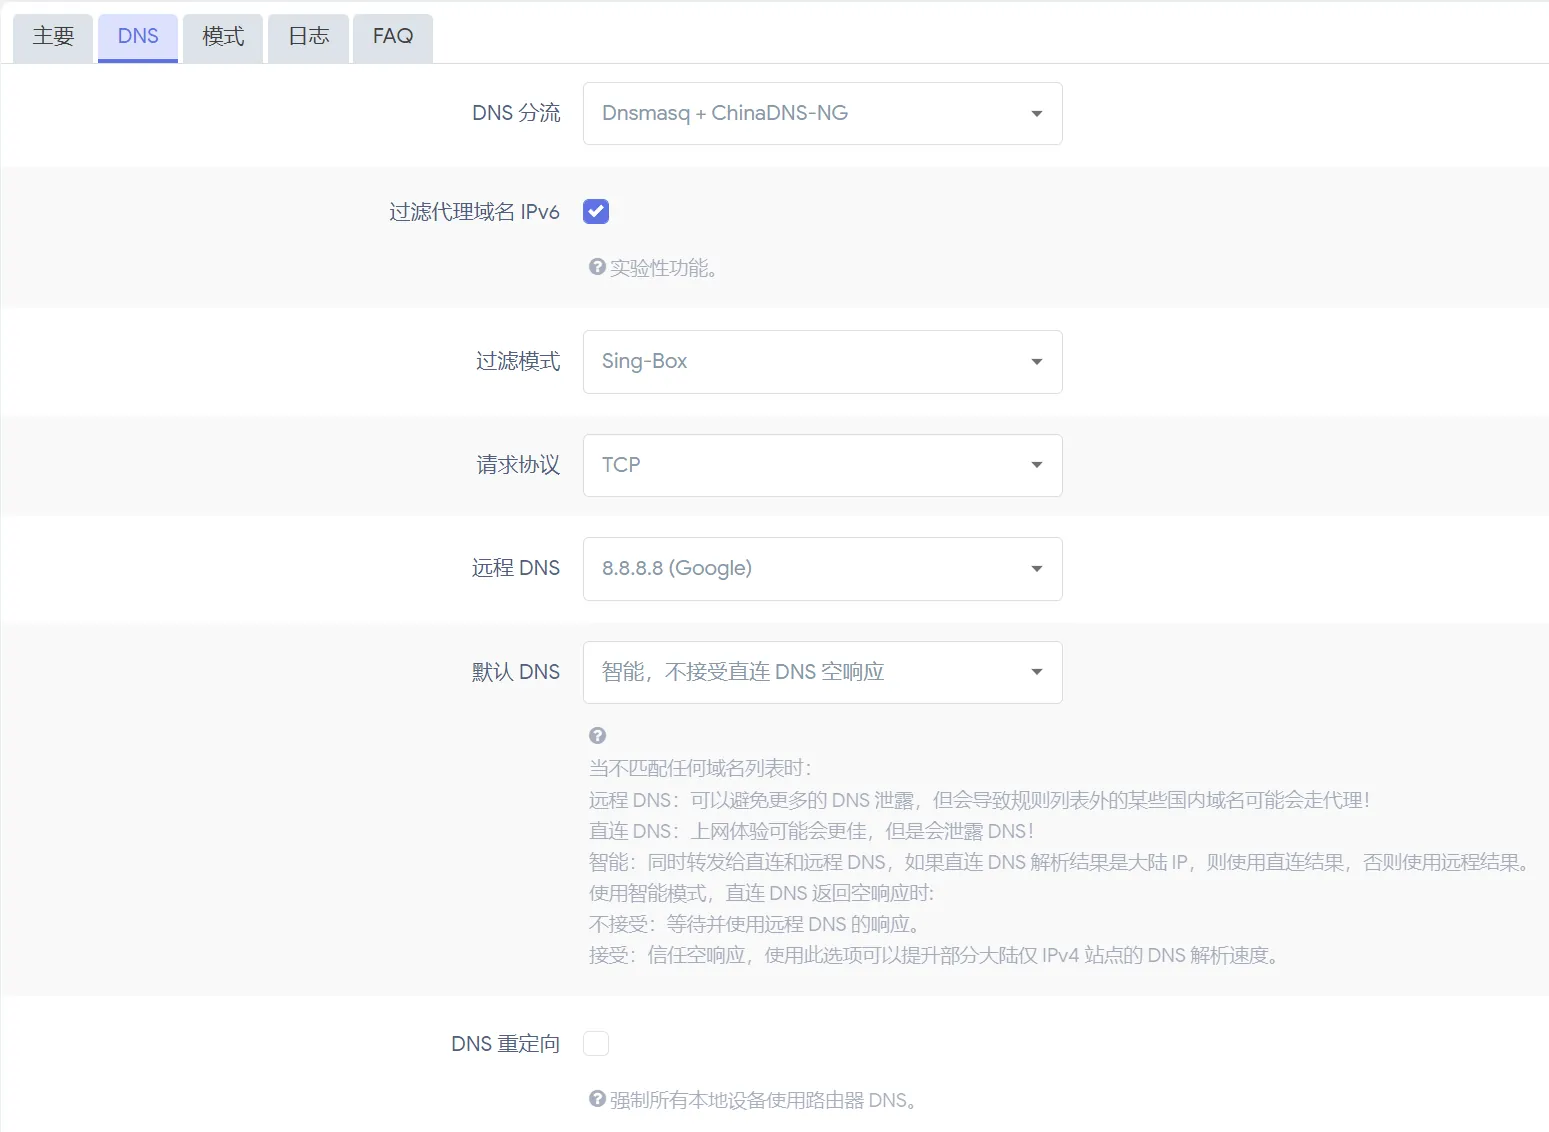 主要 DNS 模式 日志 FAQ
DNS 分流 Dnsmasq + ChinaDNS-NG
过滤代理域名 IPv6
实验性功能。
过滤模式 Sing-Box
请求协议 TCP
远程 DNS 8.8.8.8 (Google)
默认 DNS 智能，不接受直连 DNS 空响应
当不匹配任何域名列表时：
远程 DNS：可以避免更多的 DNS 泄露，但会导致规则列表外的某些国内域名可能会走代理！
直连 DNS：上网体验可能会更佳，但是会泄露 DNS！
智能：同时转发给直连和远程 DNS，如果直连 DNS 解析结果是大陆 IP，则使用直连结果，否则使用远程结果。
使用智能模式，直连 DNS 返回空响应时:
不接受：等待并使用远程 DNS 的响应。
接受：信任空响应，使用此选项可以提升部分大陆仅 IPv4 站点的 DNS 解析速度。
DNS 重定向
强制所有本地设备使用路由器 DNS。